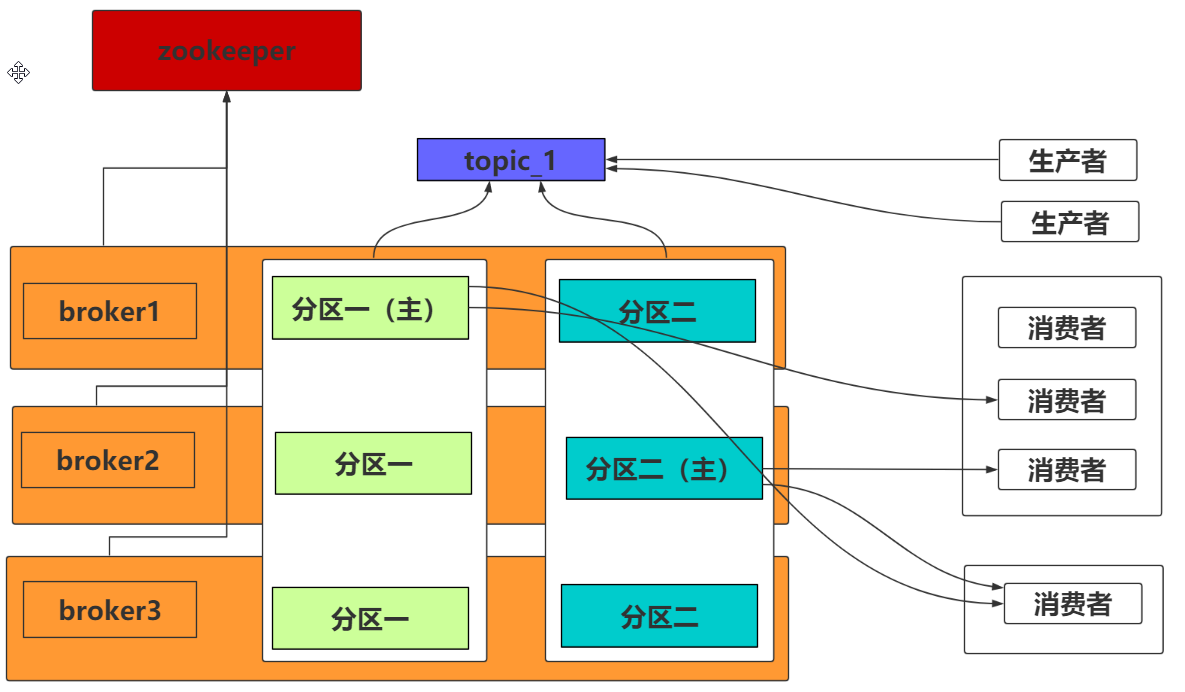 zookeeper
topic_1
生产者
生产者
broker1
分区一（主）
分区二
消费者
消费者
broker2
分区一
分区二（主）
消费者
broker3
分区一
分区二
消费者